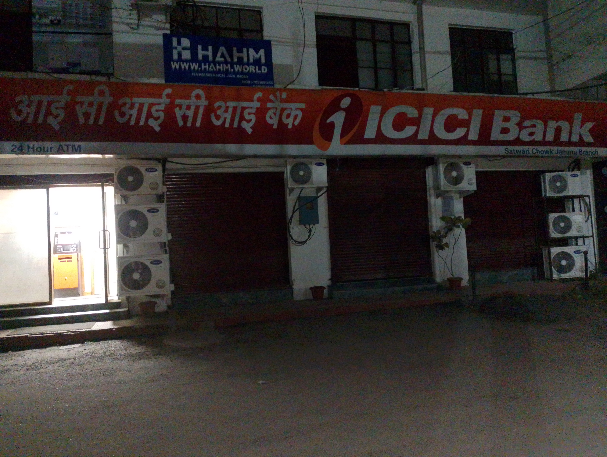 HAHM
WWW.HAHM.WORLD
आई सी आई सी आई बैंक
ICICI Bank
24 Hour ATM
Satwari Chowk Jammu Branch